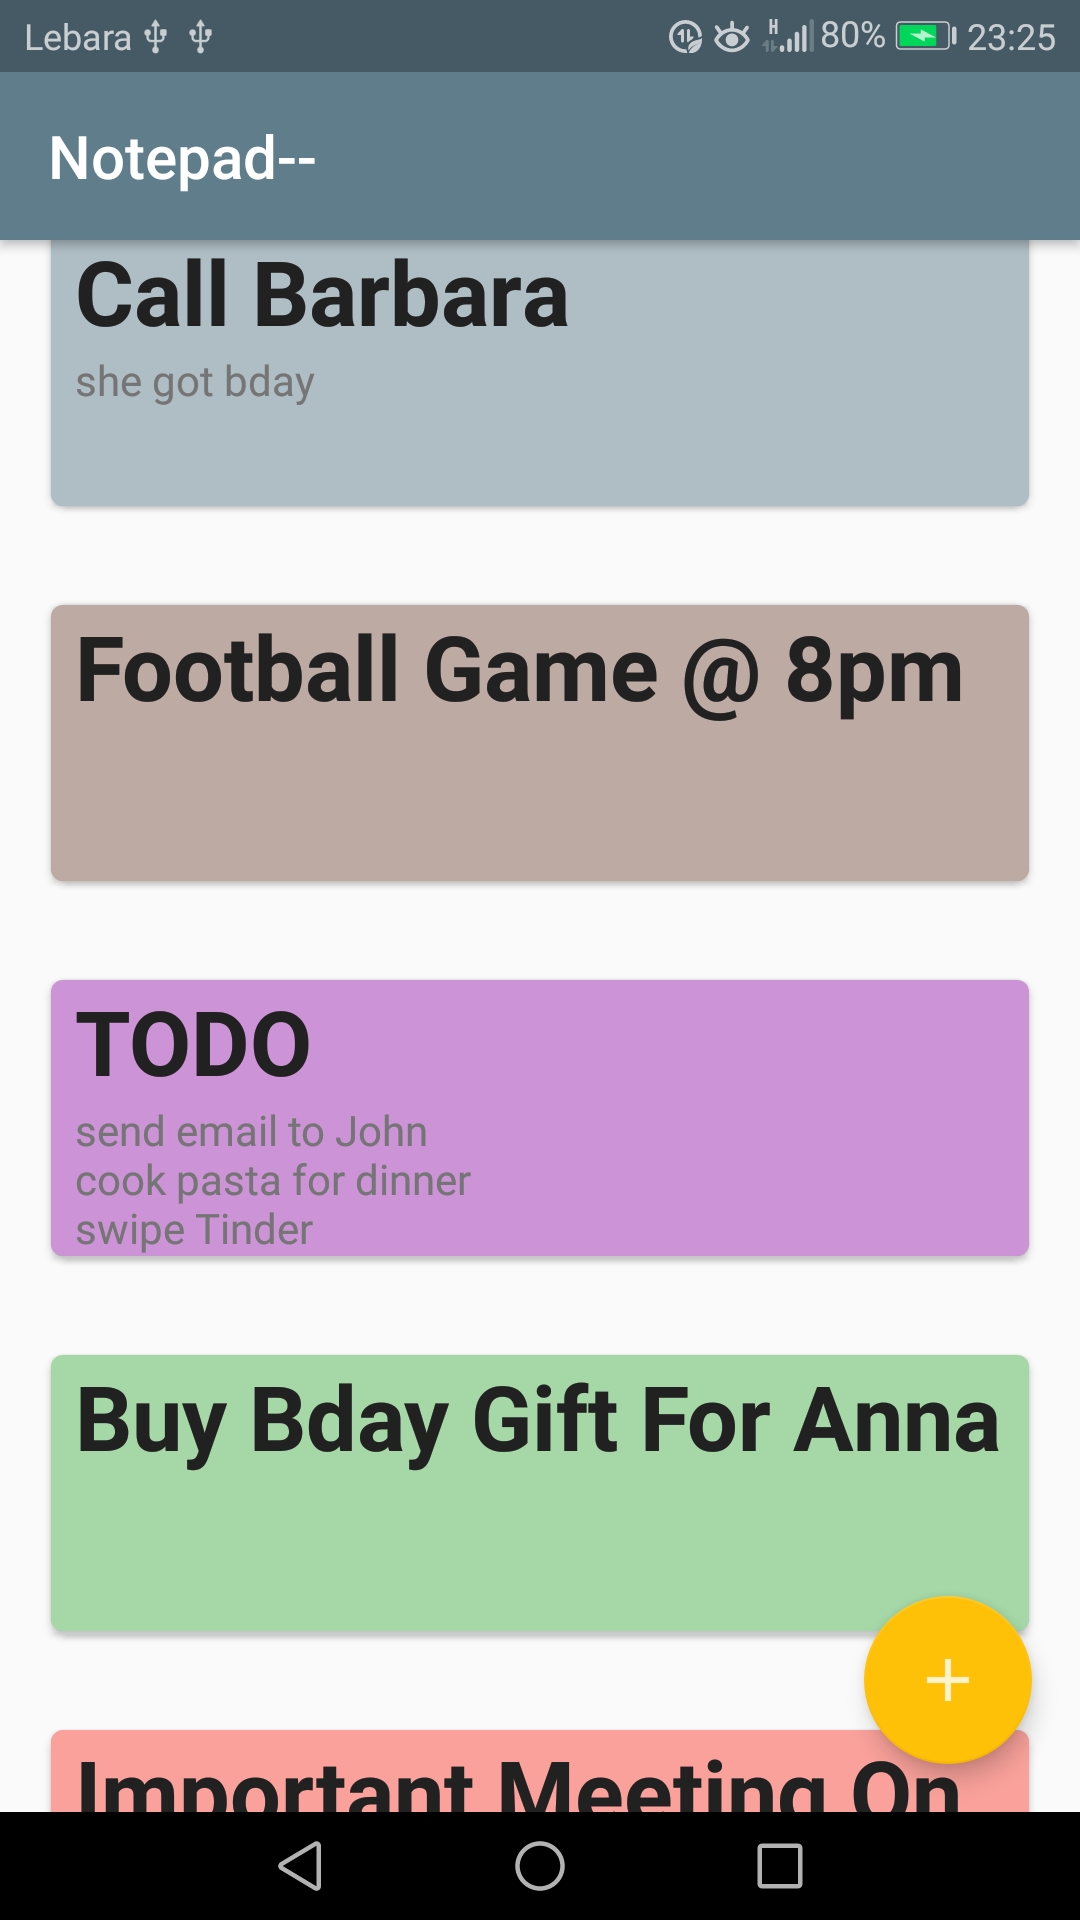 Lebara H 80% 23:25
Notepad--
Call Barbara
she got bday
Football Game @ 8pm
TODO
send email to John
cook pasta for dinner
swipe Tinder
Buy Bday Gift For Anna
Important Meeting On